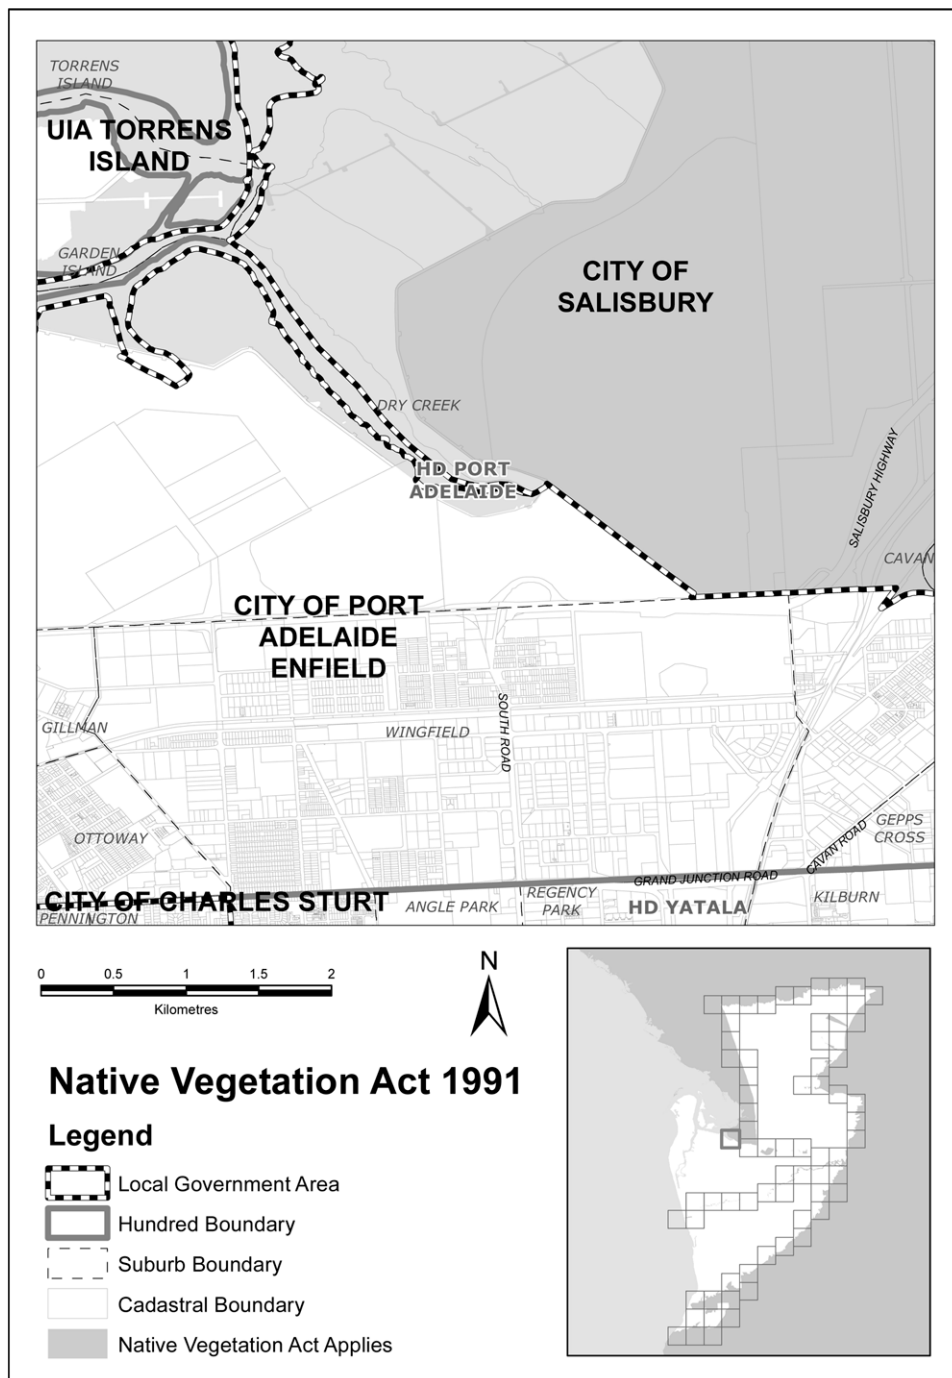 TORRENS
ISLAND
UIA TORRENS
ISLAND
GARDEN
ISLAND
CITY OF
SALISBURY
DRY CREEK
HD PORT
ADELAIDE
SALISBURY HIGHWAY
CAVAN
CITY OF PORT
ADELAIDE
ENFIELD
GILLMAN
WINGFIELD
SOUTH ROAD
OTTOWAY
GEPPS
CROSS
CAVAN ROAD
GRAND JUNCTION ROAD
CITY OF CHARLES STURT
PENNINGTON
ANGLE PARK
REGENCY
PARK
HD YATALA
KILBURN
0 0.5 1 1.5 2
Kilometres
N
Native Vegetation Act 1991
Legend
Local Government Area
Hundred Boundary
Suburb Boundary
Cadastral Boundary
Native Vegetation Act Applies